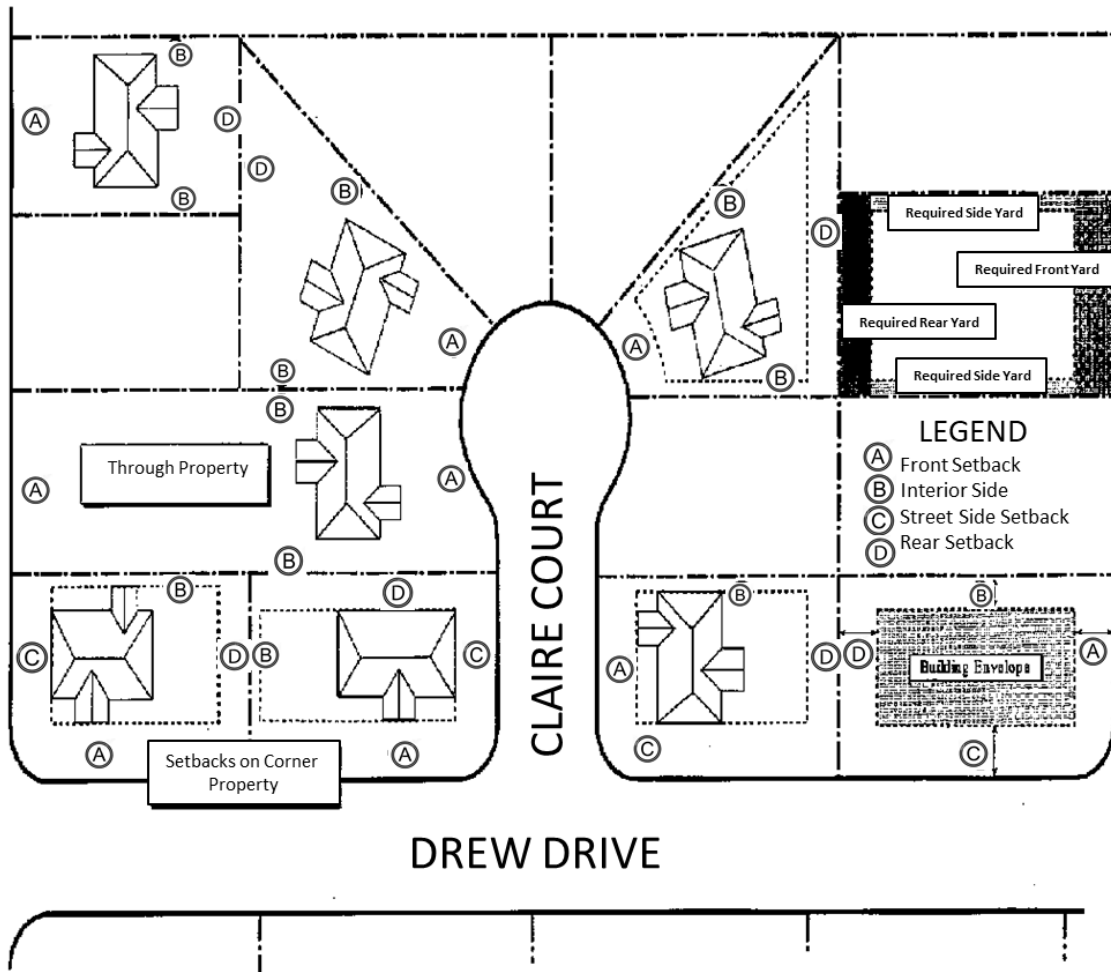 B
A
D
B
D
B
A
B
B
D
A
B
Required Side Yard
Required Front Yard
Required Rear Yard
Required Side Yard
B
A
Through Property
A
B
LEGEND
A Front Setback
B Interior Side
C Street Side Setback
D Rear Setback
CLAIRE COURT
B
C
D
A
D
B
C
A
Setbacks on Corner
Property
B
A
D
C
B
D
Building Envelope
A
C
DREW DRIVE